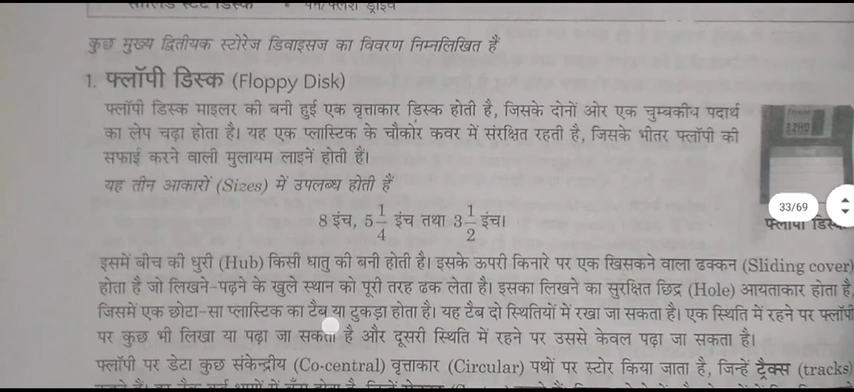 सॉलिड स्टेट डिस्क • पेन/फ्लैश ड्राइव
कुछ मुख्य द्वितीयक स्टोरेज डिवाइसज का विवरण निम्नलिखित हैं
1. फ्लॉपी डिस्क (Floppy Disk)
फ्लॉपी डिस्क माइलर की बनी हुई एक वृत्ताकार डिस्क होती है, जिसके दोनों ओर एक चुम्बकीय पदार्थ
का लेप चढ़ा होता है। यह एक प्लास्टिक के चौकोर कवर में संरक्षित रहती है, जिसके भीतर फ्लॉपी की
सफाई करने वाली मुलायम लाइनें होती हैं।
यह तीन आकारों (Sizes) में उपलब्ध होती हैं
8 इंच, 5 1/4 इंच तथा 3 1/2 इंच।
33/69
फ्लॉपी डिस्क
इसमें बीच की धुरी (Hub) किसी धातु की बनी होती है। इसके ऊपरी किनारे पर एक खिसकने वाला ढक्कन (Sliding cover)
होता है जो लिखने-पढ़ने के खुले स्थान को पूरी तरह ढक लेता है। इसका लिखने का सुरक्षित छिद्र (Hole) आयताकार होता है,
जिसमें एक छोटा-सा प्लास्टिक का टैब या टुकड़ा होता है। यह टैब दो स्थितियों में रखा जा सकता है। एक स्थिति में रहने पर फ्लॉपी
पर कुछ भी लिखा या पढ़ा जा सकता है और दूसरी स्थिति में रहने पर उससे केवल पढ़ा जा सकता है।
फ्लॉपी पर डेटा कुछ संकेन्द्रीय (Co-central) वृत्ताकार (Circular) पथों पर स्टोर किया जाता है, जिन्हें ट्रैक्स (tracks)